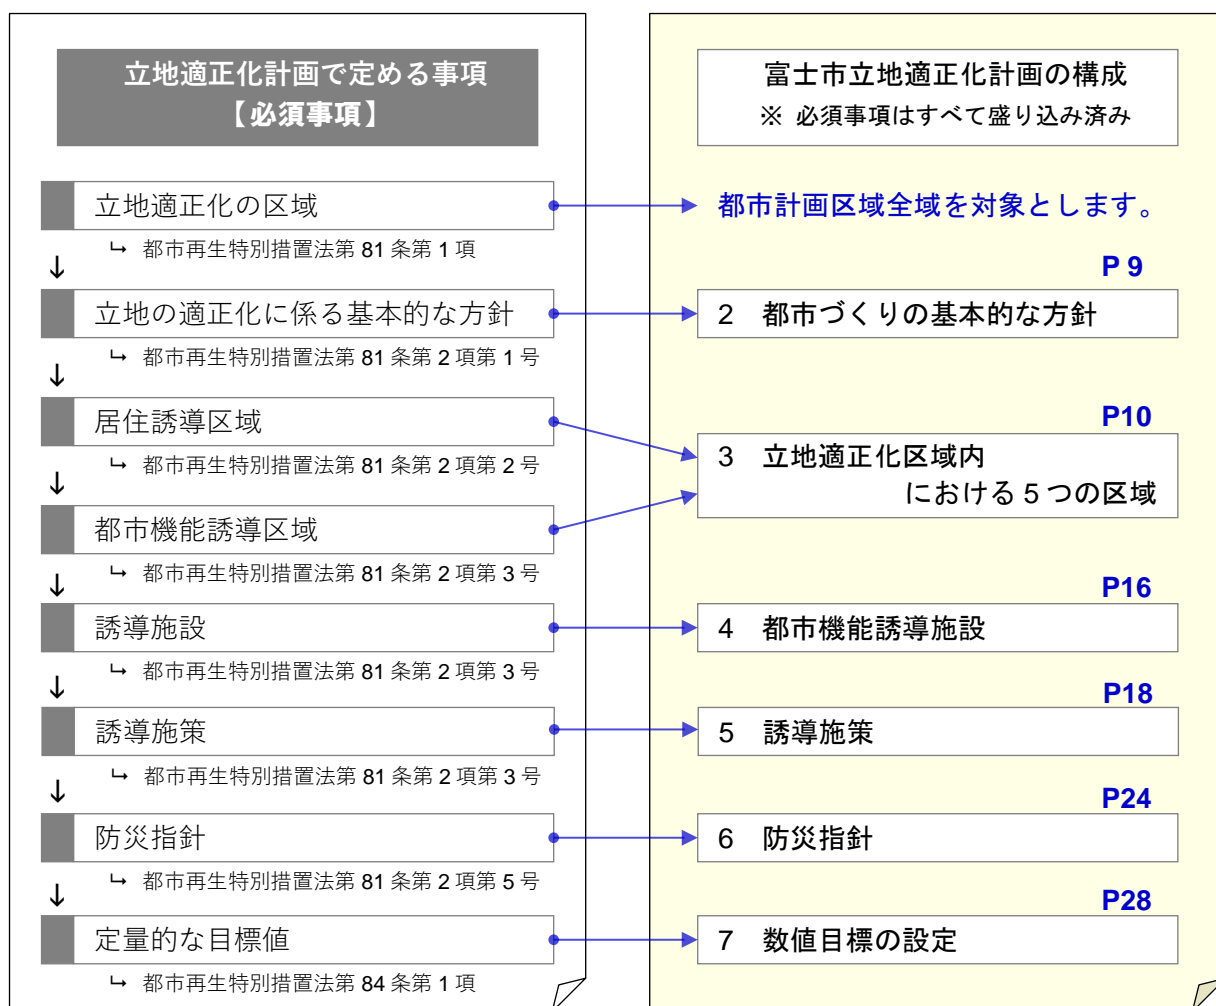 立地適正化計画で定める事項
【必須事項】
立地適正化の区域
↳ 都市再生特別措置法第 81 条第 1 項
↓
立地の適正化に係る基本的な方針
↳ 都市再生特別措置法第 81 条第 2 項第 1 号
↓
居住誘導区域
↳ 都市再生特別措置法第 81 条第 2 項第 2 号
↓
都市機能誘導区域
↳ 都市再生特別措置法第 81 条第 2 項第 3 号
↓
誘導施設
↳ 都市再生特別措置法第 81 条第 2 項第 3 号
↓
誘導施策
↳ 都市再生特別措置法第 81 条第 2 項第 3 号
↓
防災指針
↳ 都市再生特別措置法第 81 条第 2 項第 5 号
↓
定量的な目標値
↳ 都市再生特別措置法第 84 条第 1 項
富士市立地適正化計画の構成
※ 必須事項はすべて盛り込み済み
都市計画区域全域を対象とします。
P 9
2 都市づくりの基本的な方針
P10
3 立地適正化区域内
における 5 つの区域
P16
4 都市機能誘導施設
P18
5 誘導施策
P24
6 防災指針
P28
7 数値目標の設定